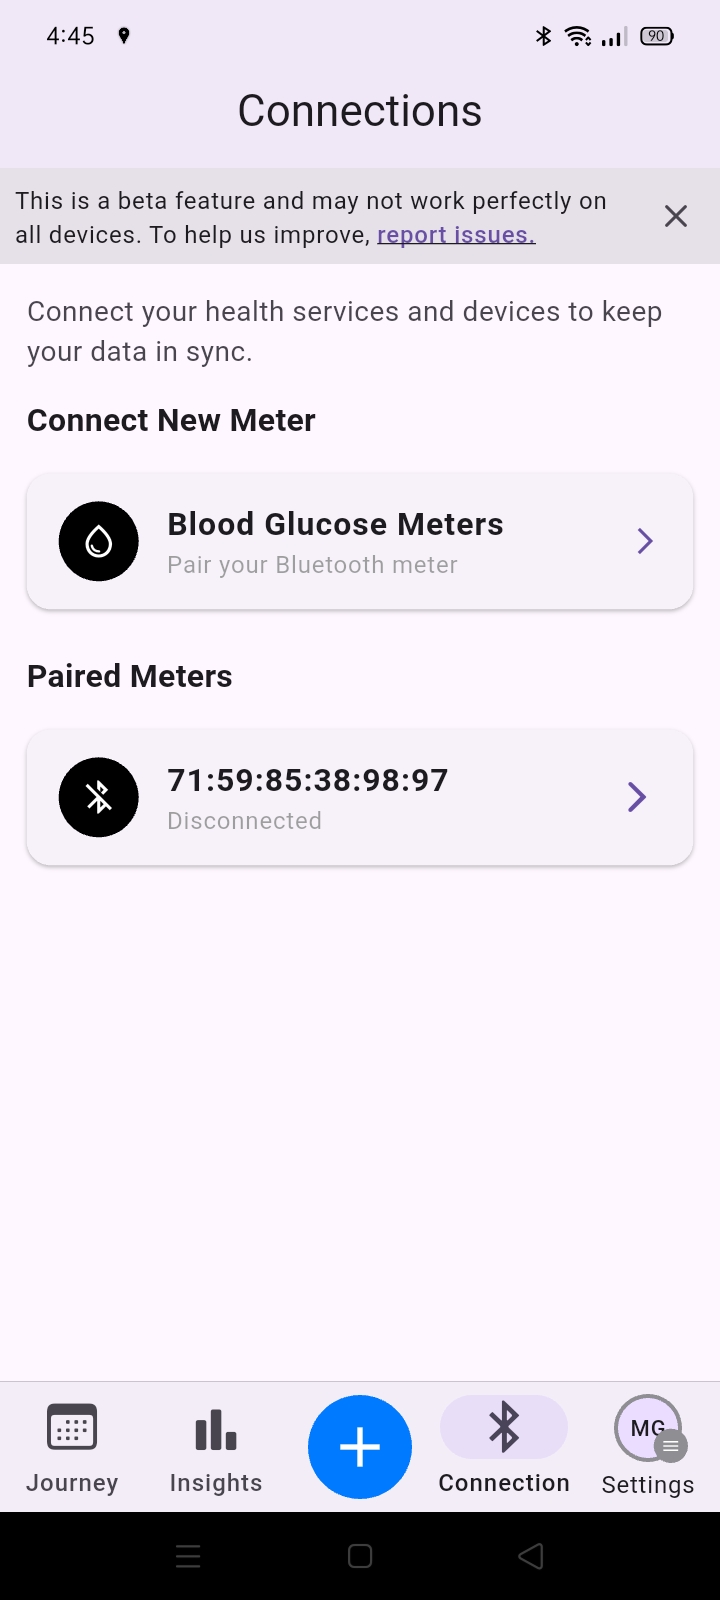 4:45
90
Connections
This is a beta feature and may not work perfectly on
all devices. To help us improve, report issues.
Connect your health services and devices to keep
your data in sync.
Connect New Meter
Blood Glucose Meters
Pair your Bluetooth meter
Paired Meters
71:59:85:38:98:97
Disconnected
MG
Journey
Insights
Connection
Settings